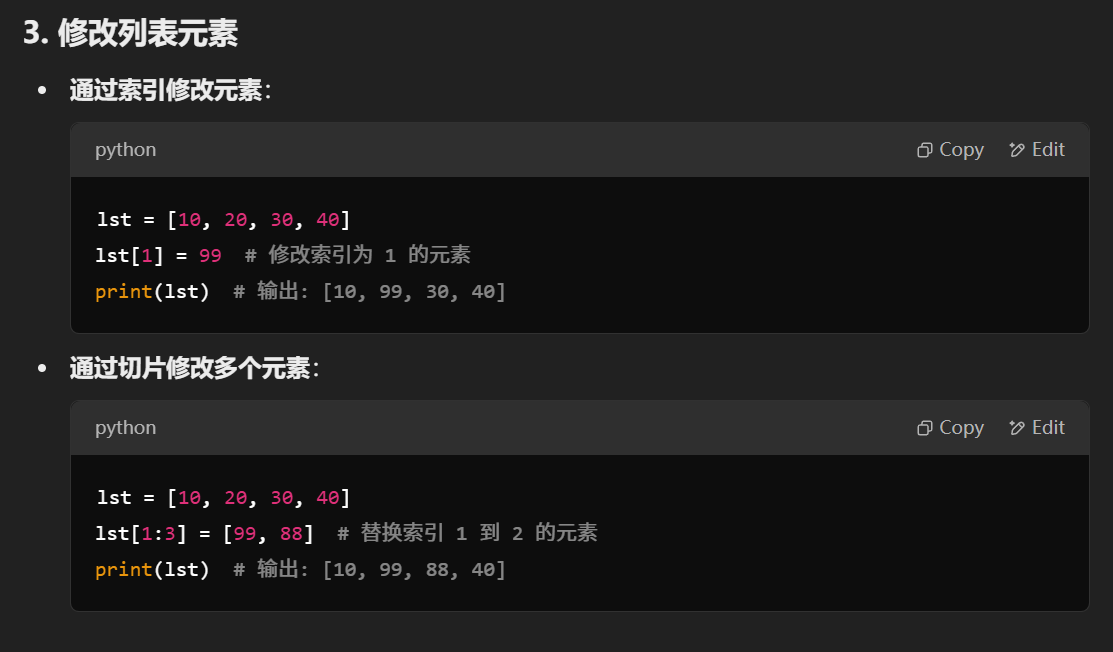 3. 修改列表元素
• 通过索引修改元素：
python Copy Edit
lst = [10, 20, 30, 40]
lst[1] = 99  # 修改索引为 1 的元素
print(lst)  # 输出: [10, 99, 30, 40]
• 通过切片修改多个元素：
python Copy Edit
lst = [10, 20, 30, 40]
lst[1:3] = [99, 88]  # 替换索引 1 到 2 的元素
print(lst)  # 输出: [10, 99, 88, 40]